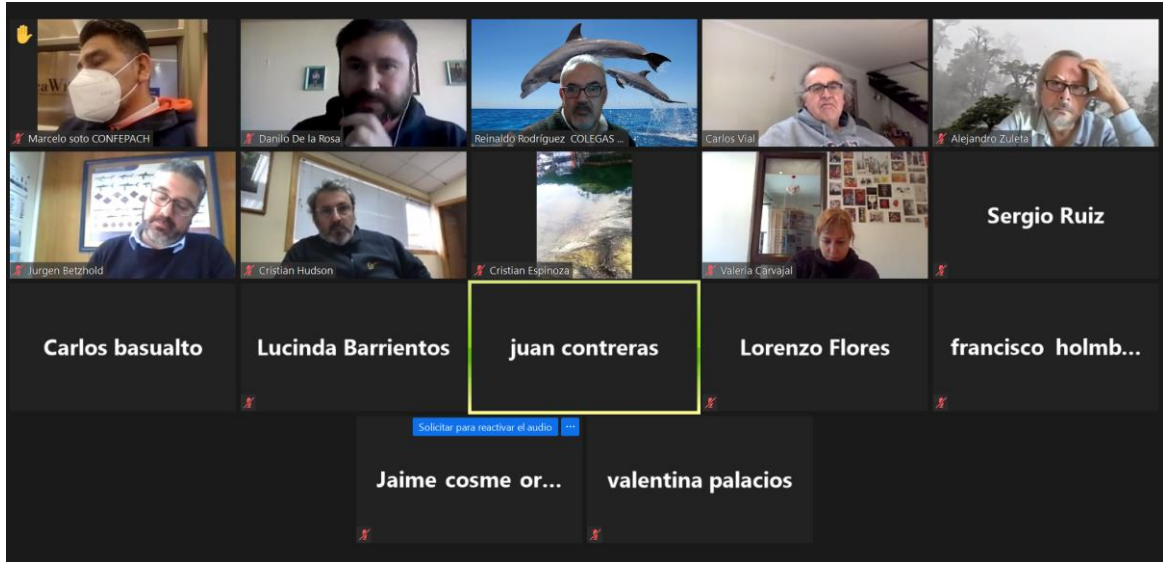 Marcelo soto CONFEPACH
Danilo De la Rosa
Reinaldo Rodríguez COLEGAS ...
Carlos Vial
Alejandro Zuleta
Jurgen Betzhold
Cristian Hudson
Cristian Espinoza
Valeria Carvajal
Sergio Ruiz
Carlos basualto
Lucinda Barrientos
juan contreras
Lorenzo Flores
francisco holmb...
Solicitar para reactivar el audio
...
Jaime cosme or...
valentina palacios